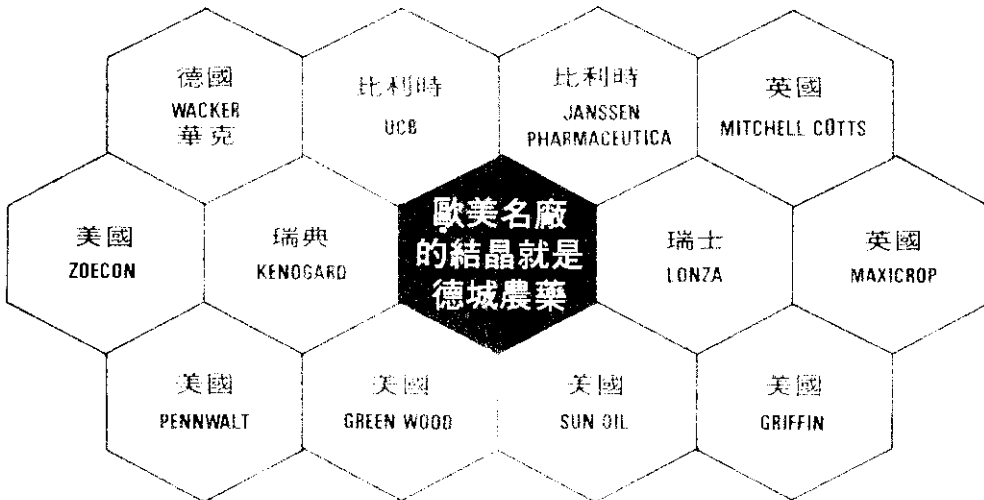 德國
WACKER
華克
比利時
UCB
比利時
JANSSEN
PHARMACEUTICA
英國
MITCHELL COTTS
美國
ZOECON
瑞典
KENOGARD
歐美名廠
的結晶就是
德城農藥
瑞士
LONZA
英國
MAXICROP
美國
PENNWALT
美國
GREEN WOOD
美國
SUN OIL
美國
GRIFFIN